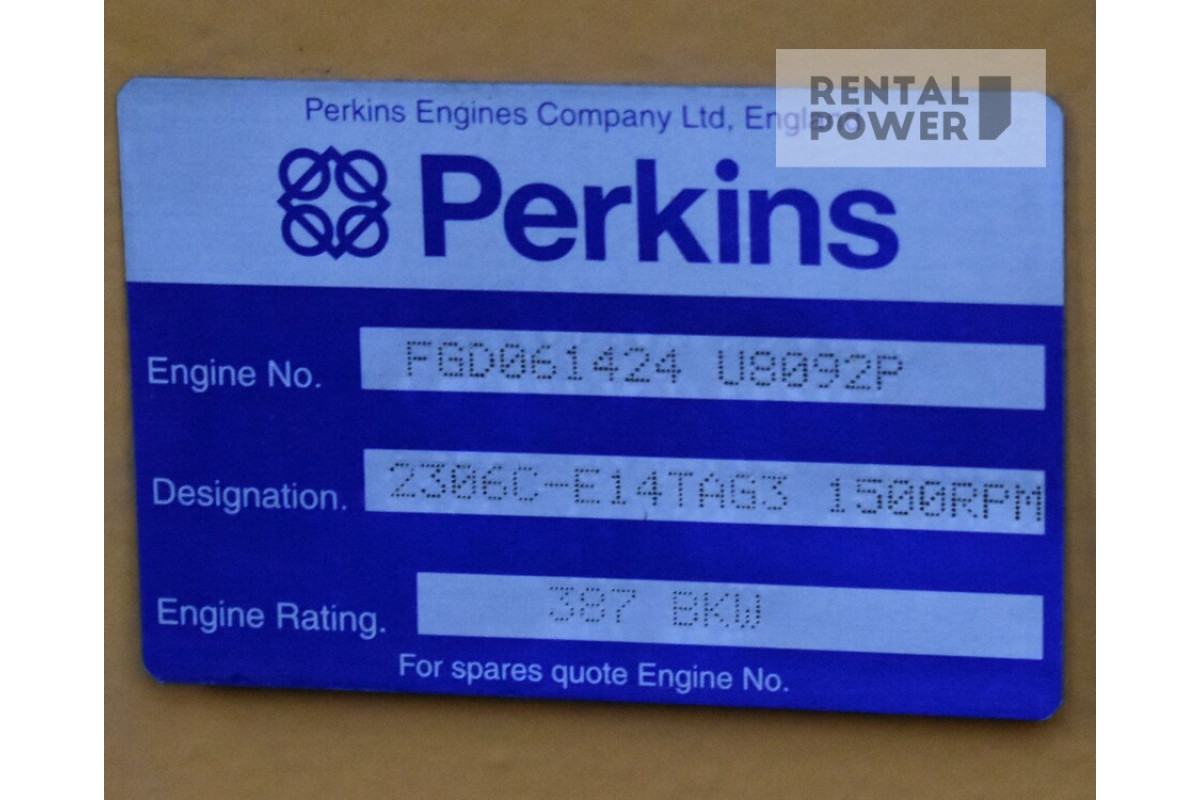 RENTAL
POWER
Perkins Engines Company Ltd, England
Perkins
Engine No. FGD061424 U8092P
Designation. 2306C-E14TAG3 1500RPM
Engine Rating. 387 BKW
For spares quote Engine No.